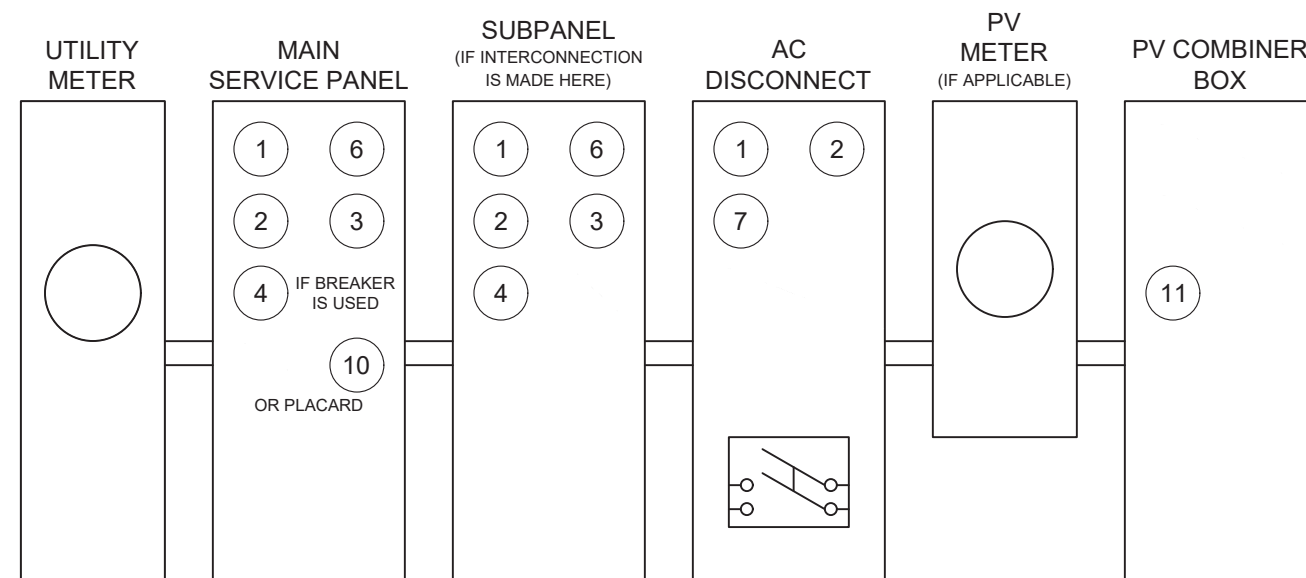 UTILITY
METER
MAIN
SERVICE PANEL
SUBPANEL
(IF INTERCONNECTION
IS MADE HERE)
AC
DISCONNECT
PV
METER
(IF APPLICABLE)
PV COMBINER
BOX
1 6
2 3
4 IF BREAKER
IS USED
10
OR PLACARD
1 6
2 3
4
1 2
7
11